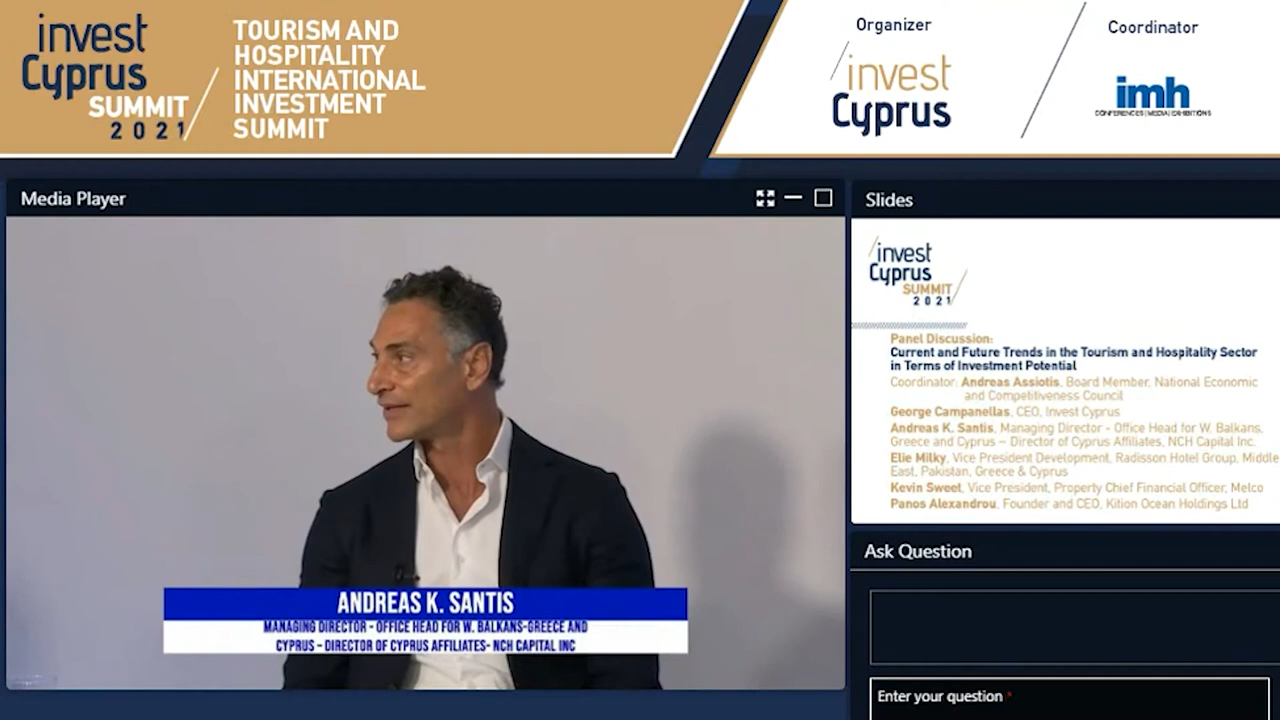 invest
Cyprus
SUMMIT
2021
TOURISM AND
HOSPITALITY
INTERNATIONAL
INVESTMENT
SUMMIT
Organizer
invest
Cyprus
Coordinator
imh
CONFERENCES | MEDIA | EXHIBITIONS
Media Player
ANDREAS K. SANTIS
MANAGING DIRECTOR - OFFICE HEAD FOR W. BALKANS-GREECE AND
CYPRUS – DIRECTOR OF CYPRUS AFFILIATES- NCH CAPITAL INC
Slides
invest
Cyprus
SUMMIT
2021
Panel Discussion:
Current and Future Trends in the Tourism and Hospitality Sector
in Terms of Investment Potential
Coordinator: Andreas Assiotis, Board Member, National Economic
and Competitiveness Council
George Campanellas, CEO, Invest Cyprus
Andreas K. Santis, Managing Director - Office Head for W. Balkans,
Greece and Cyprus – Director of Cyprus Affiliates, NCH Capital Inc.
Elie Milky, Vice President Development, Radisson Hotel Group, Middle
East, Pakistan, Greece & Cyprus
Kevin Sweet, Vice President, Property Chief Financial Officer, Melco
Panos Alexandrou, Founder and CEO, Kition Ocean Holdings Ltd
Ask Question
Enter your question *